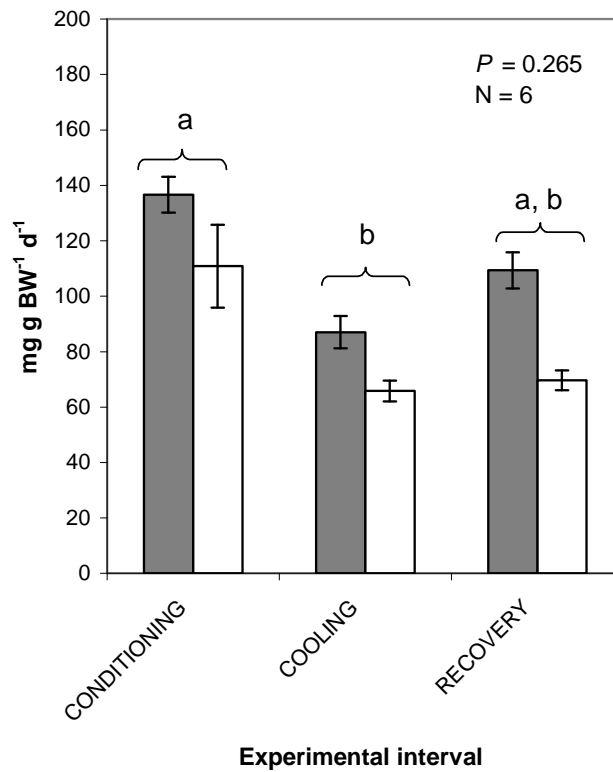 200
180
160
140
120
100
80
60
40
20
0
mg g BW⁻¹ d⁻¹
P = 0.265
N = 6
a
b
a, b
CONDITIONING
COOLING
RECOVERY
Experimental interval